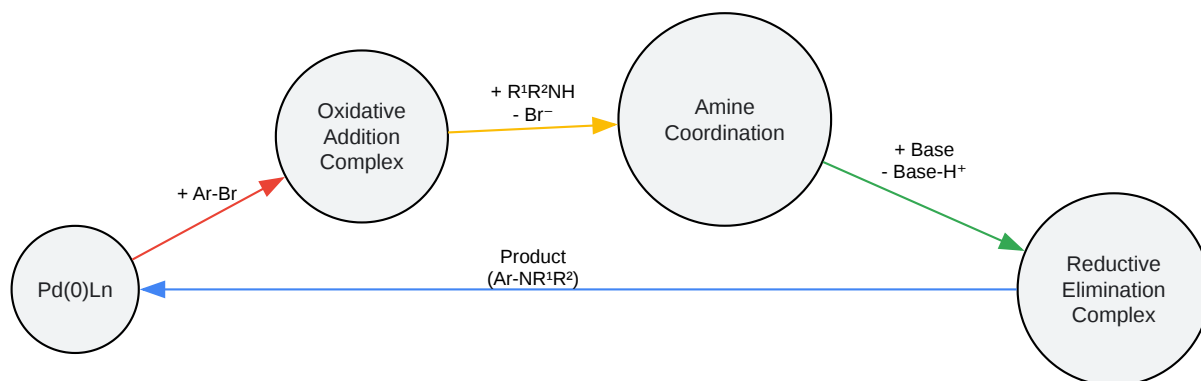 Pd(0)Ln
+ Ar-Br
Oxidative
Addition
Complex
+ R¹R²NH
- Br⁻
Amine
Coordination
+ Base
- Base-H⁺
Reductive
Elimination
Complex
Product
(Ar-NR¹R²)